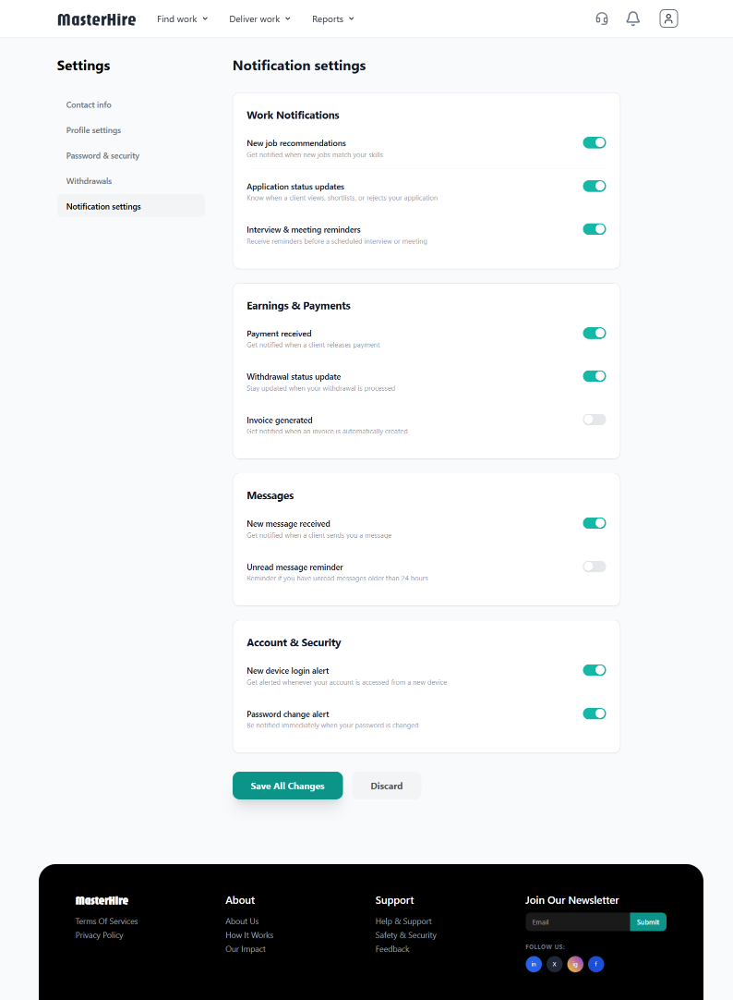 MasterHire
Find work
Deliver work
Reports
Settings
Contact info
Profile settings
Password & security
Withdrawals
Notification settings
Notification settings
Work Notifications
New job recommendations
Get notified when new jobs match your skills
Application status updates
Know when a client views, shortlists, or rejects your application
Interview & meeting reminders
Receive reminders before a scheduled interview or meeting
Earnings & Payments
Payment received
Get notified when a client releases payment
Withdrawal status update
Stay updated when your withdrawal is processed
Invoice generated
Get notified when an invoice is automatically created
Messages
New message received
Get notified when a client sends you a message
Unread message reminder
Reminder if you have unread messages older than 24 hours
Account & Security
New device login alert
Get alerted whenever your account is accessed from a new device
Password change alert
Be notified immediately when your password is changed
Save All Changes
Discard
MasterHire
Terms Of Services
Privacy Policy
About
About Us
How It Works
Our Impact
Support
Help & Support
Safety & Security
Feedback
Join Our Newsletter
Email
Submit
FOLLOW US:
in
X
ig
f